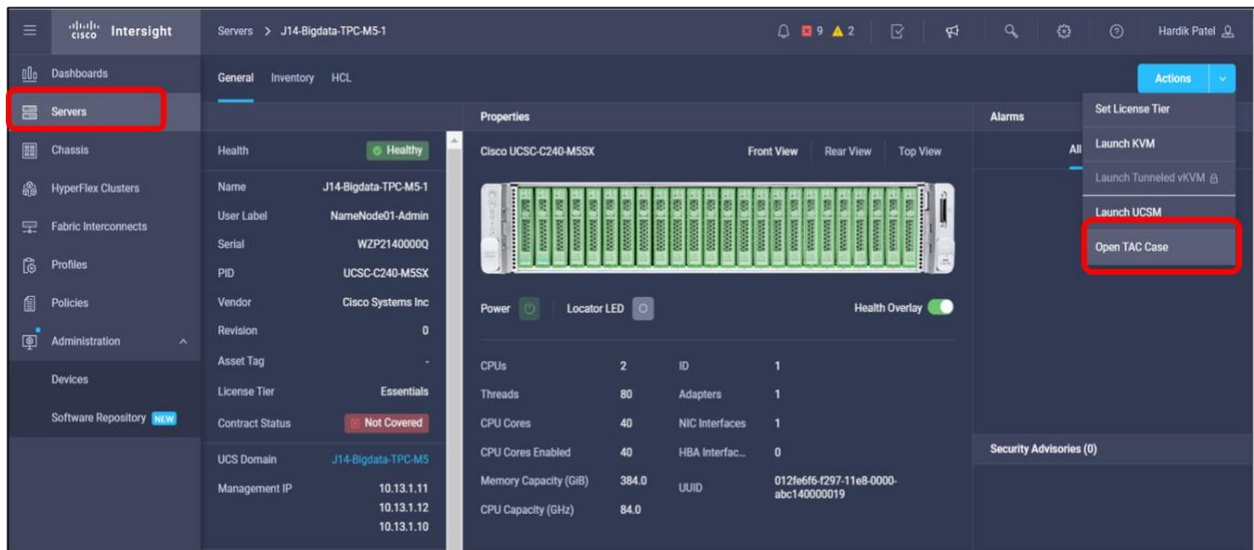 cisco Intersight
Servers > J14-Bigdata-TPC-M5-1
9 2
Hardik Patel
Dashboards
Servers
Chassis
HyperFlex Clusters
Fabric Interconnects
Profiles
Policies
Administration
Devices
Software Repository NEW
General Inventory HCL
Actions
Set License Tier
Launch KVM
Launch Tunneled vKVM
Launch UCSM
Open TAC Case
Health Healthy
Name J14-Bigdata-TPC-M5-1
User Label NameNode01-Admin
Serial WZP2140000Q
PID UCSC-C240-M5SX
Vendor Cisco Systems Inc
Revision 0
Asset Tag -
License Tier Essentials
Contract Status Not Covered
UCS Domain J14-Bigdata-TPC-M5
Management IP 10.13.1.11
10.13.1.12
10.13.1.10
Properties
Cisco UCSC-C240-M5SX Front View Rear View Top View
Power Locator LED Health Overlay
CPUs 2 ID 1
Threads 80 Adapters 1
CPU Cores 40 NIC Interfaces 1
CPU Cores Enabled 40 HBA Interfac... 0
Memory Capacity (GiB) 384.0 UUID 012fe6f6-f297-11e8-0000-
abc140000019
CPU Capacity (GHz) 84.0
Alarms
All
Security Advisories (0)